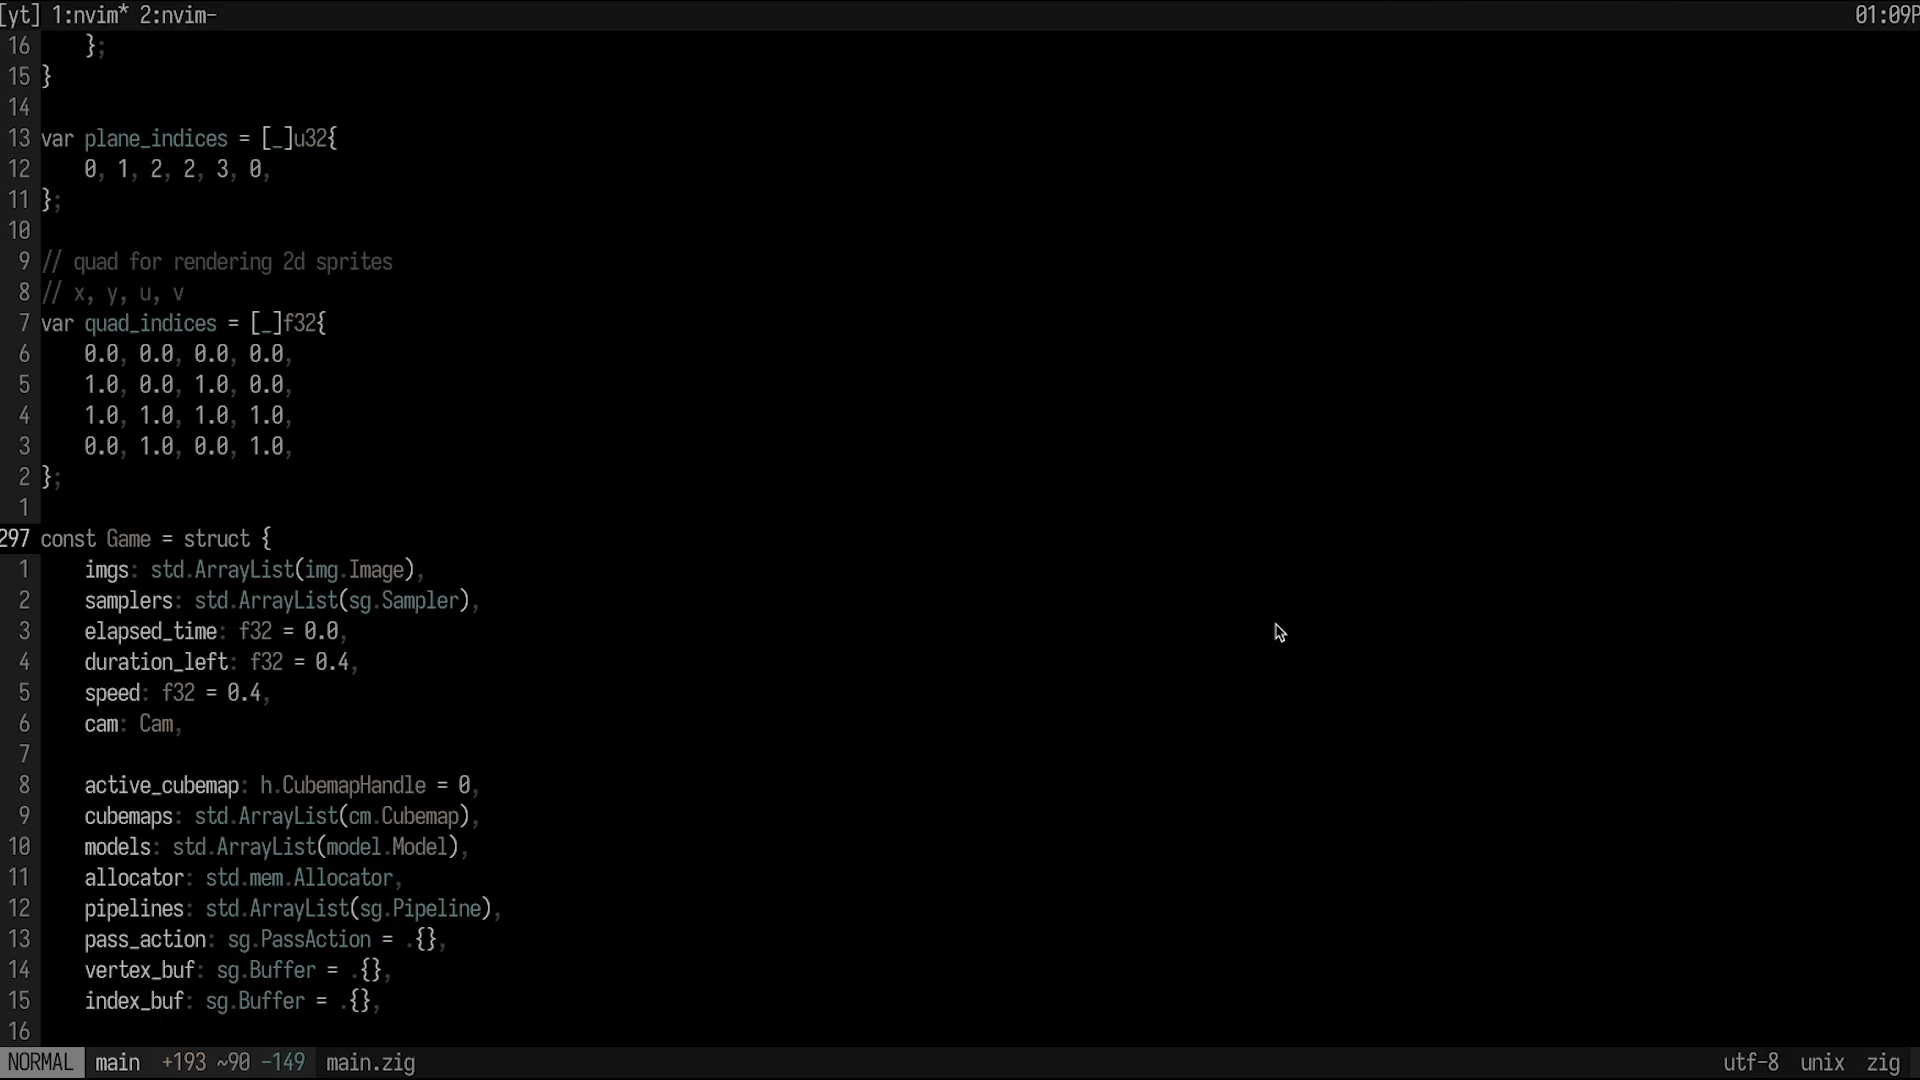 [yt] 1:nvim* 2:nvim- 01:09P
16 };
15 }
14
13 var plane_indices = [_]u32{
12 0, 1, 2, 2, 3, 0,
11 };
10
9 // quad for rendering 2d sprites
8 // x, y, u, v
7 var quad_indices = [_]f32{
6 0.0, 0.0, 0.0, 0.0,
5 1.0, 0.0, 1.0, 0.0,
4 1.0, 1.0, 1.0, 1.0,
3 0.0, 1.0, 0.0, 1.0,
2 };
1
297 const Game = struct {
1 imgs: std.ArrayList(img.Image),
2 samplers: std.ArrayList(sg.Sampler),
3 elapsed_time: f32 = 0.0,
4 duration_left: f32 = 0.4,
5 speed: f32 = 0.4,
6 cam: Cam,
7
8 active_cubemap: h.CubemapHandle = 0,
9 cubemaps: std.ArrayList(cm.Cubemap),
10 models: std.ArrayList(model.Model),
11 allocator: std.mem.Allocator,
12 pipelines: std.ArrayList(sg.Pipeline),
13 pass_action: sg.PassAction = .{},
14 vertex_buf: sg.Buffer = .{},
15 index_buf: sg.Buffer = .{},
16
NORMAL main +193 ~90 -149 main.zig utf-8 unix zig